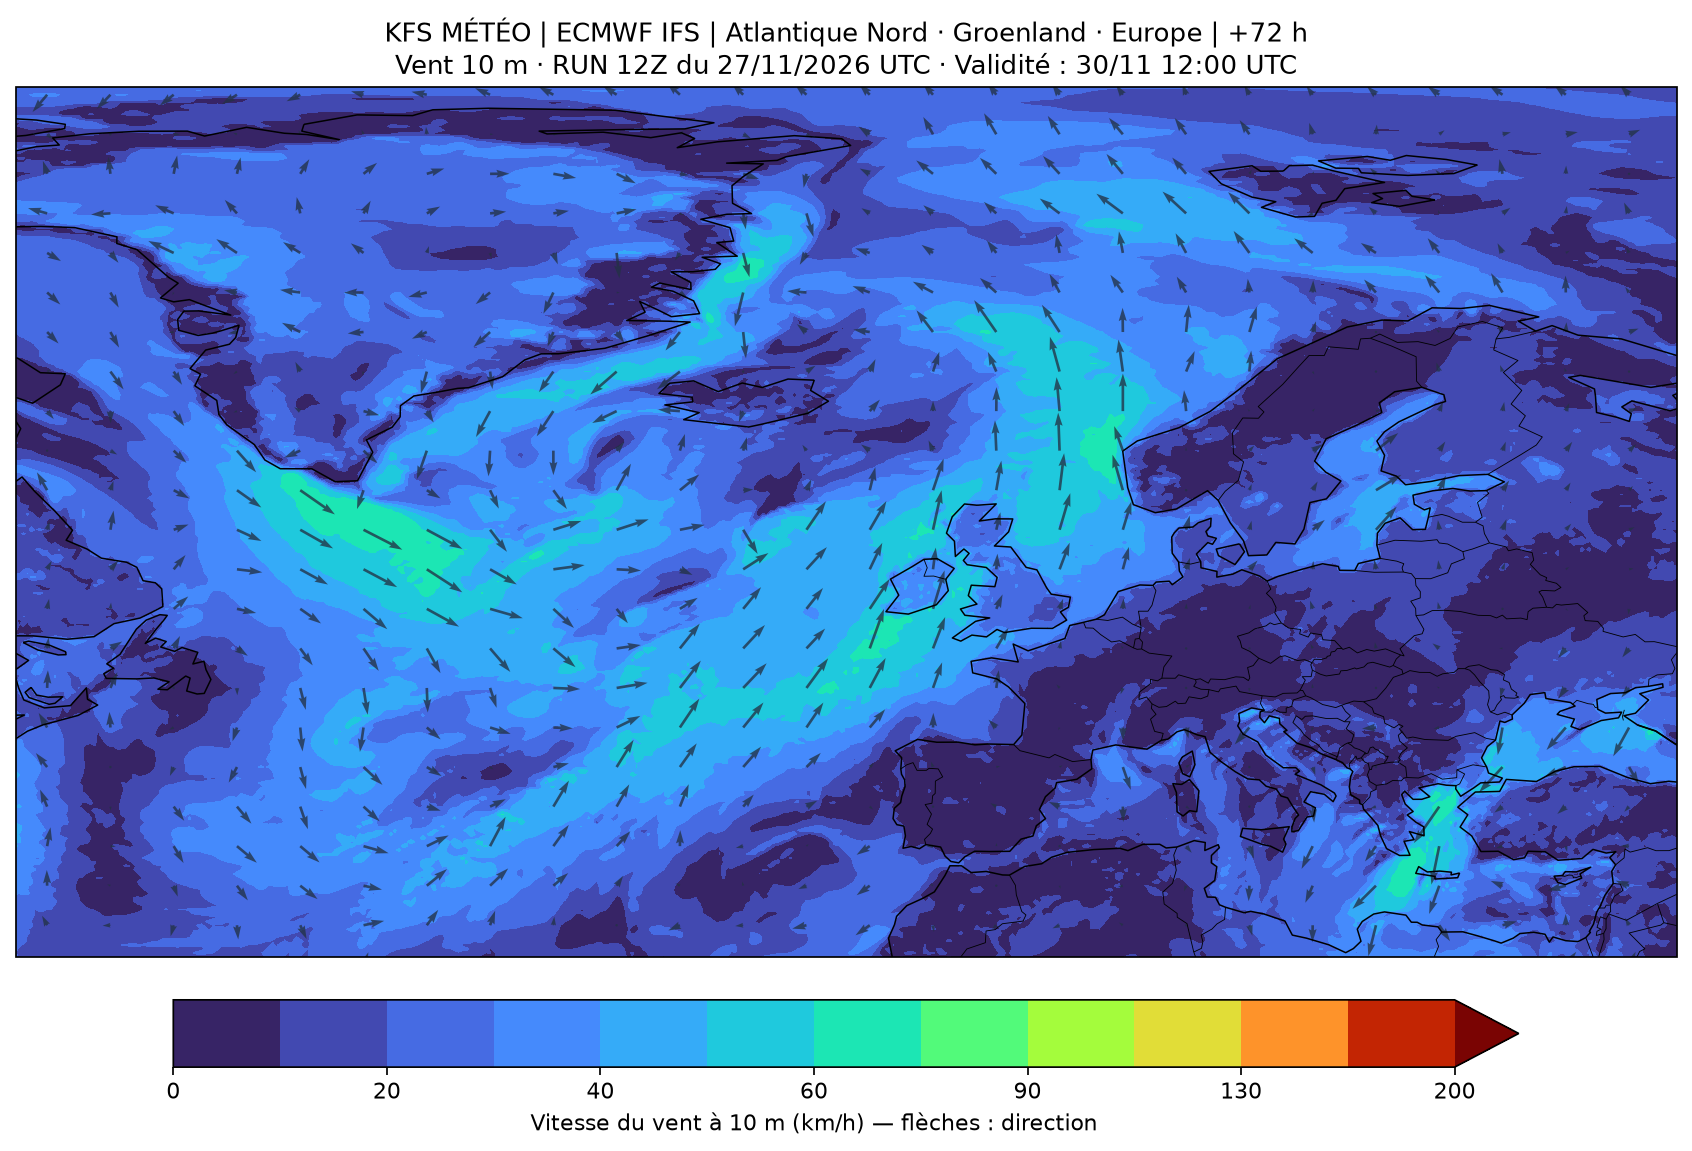 KFS MÉTÉO | ECMWF IFS | Atlantique Nord · Groenland · Europe | +72 h
Vent 10 m · RUN 12Z du 27/11/2026 UTC · Validité : 30/11 12:00 UTC
0 20 40 60 90 130 200
Vitesse du vent à 10 m (km/h) — flèches : direction